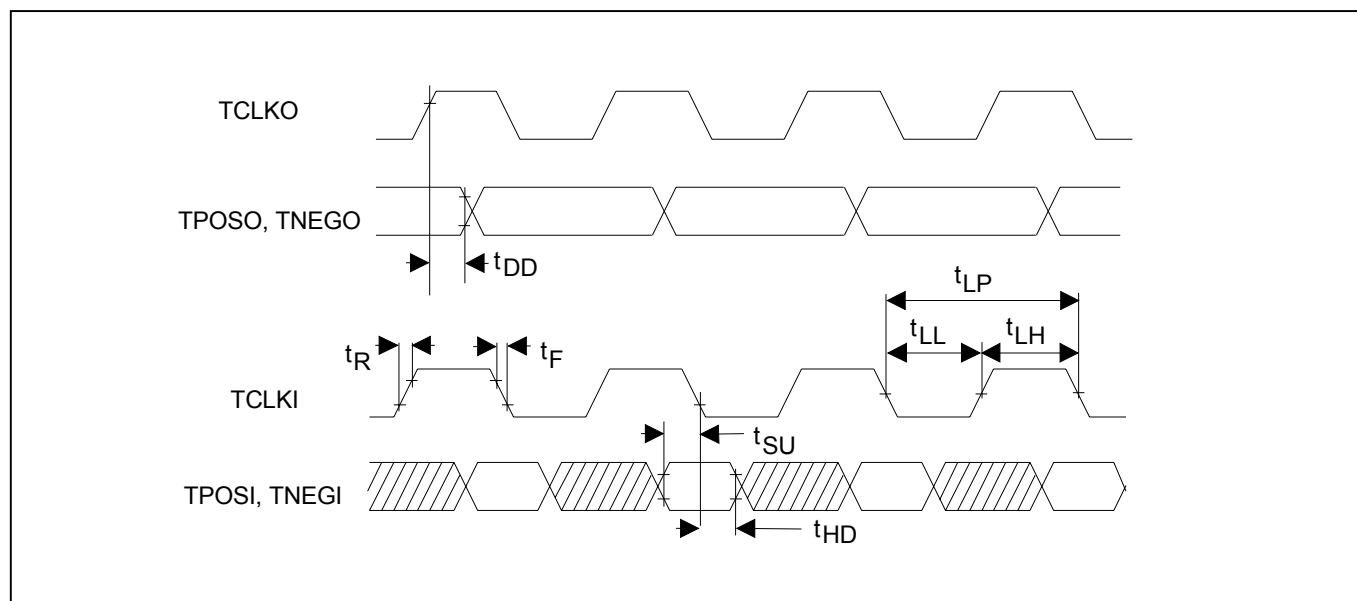 TCLKO
TPOSO, TNEGO
tDD
tLP
tLL
tLH
tR
tF
TCLKI
tSU
TPOSI, TNEGI
tHD